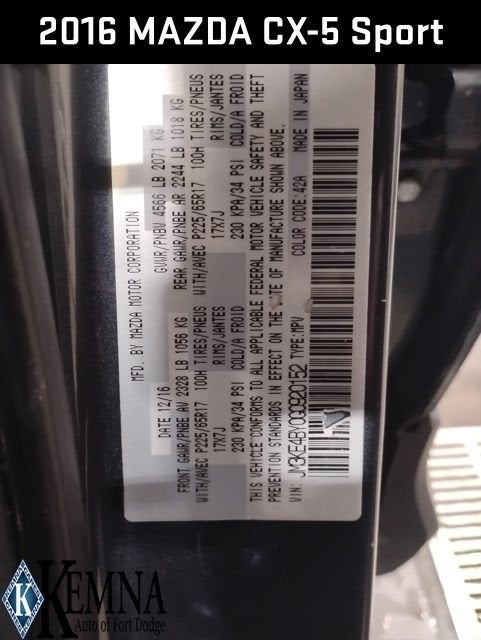 2016 MAZDA CX-5 Sport
MFD. BY MAZDA MOTOR CORPORATION
DATE 12/16 GVWR/PNBV 4566 LB 2071 KG
FRONT GAWR/PNBE AV 2328 LB 1056 KG REAR GAWR/PNBE AR 2244 LB 1018 KG
WITH/AVEC P225/65R17 100H TIRES/PNEUS WITH/AVEC P225/65R17 100H TIRES/PNEUS
17X7J RIMS/JANTES 17X7J RIMS/JANTES
230 KPA/34 PSI COLD/A FROID 230 KPA/34 PSI COLD/A FROID
THIS VEHICLE CONFORMS TO ALL APPLICABLE FEDERAL MOTOR VEHICLE SAFETY AND THEFT
PREVENTION STANDARDS IN EFFECT ON THE DATE OF MANUFACTURE SHOWN ABOVE.
JM3KE4BY0G0920152 TYPE:MPV COLOR CODE:42A MADE IN JAPAN
K KEMNA
Auto of Fort Dodge